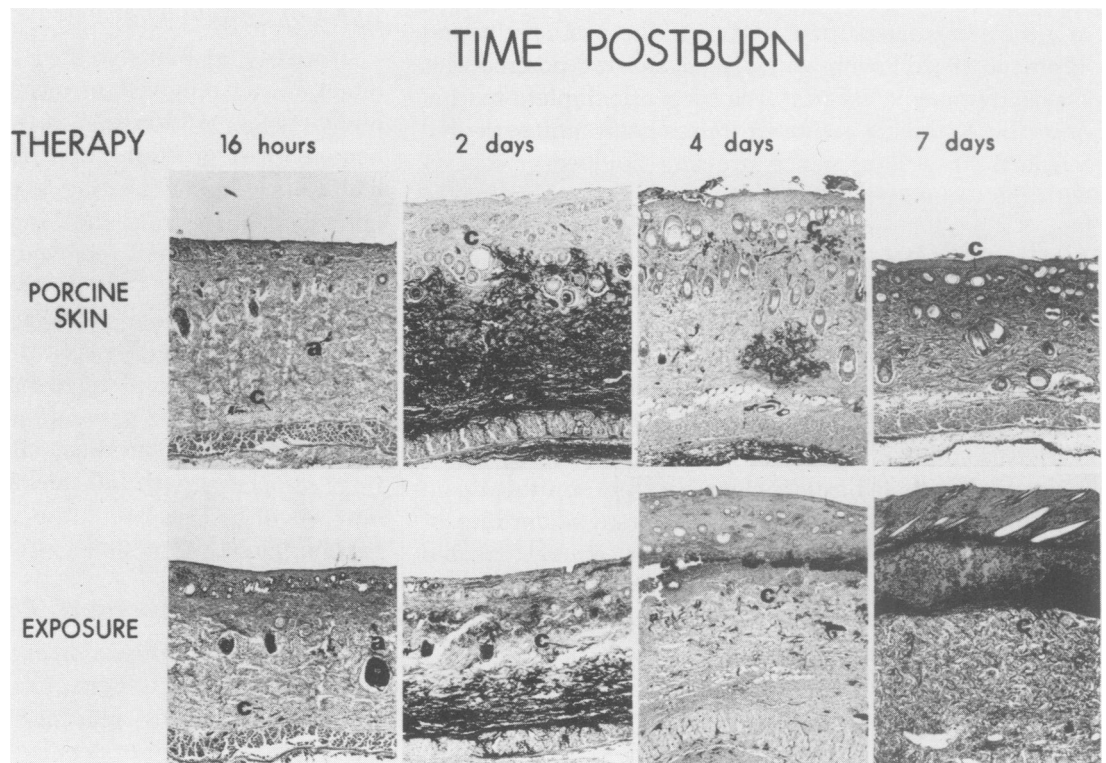 TIME POSTBURN
THERAPY 16 hours 2 days 4 days 7 days
PORCINE
SKIN
c
c
c
a
c
EXPOSURE
a
c
c
c
c